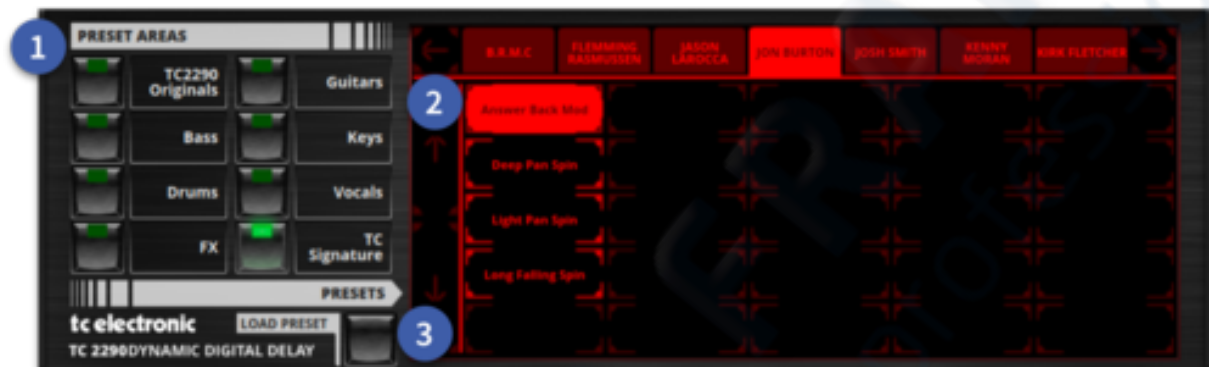 1
PRESET AREAS
TC2290
Originals
Guitars
Bass
Keys
Drums
Vocals
FX
TC
Signature
PRESETS
tc electronic
LOAD PRESET
TC 2290DYNAMIC DIGITAL DELAY
3
B.R.M.C
FLEMMING
RASMUSSEN
JASON
LAROCCA
JON BURTON
JOSH SMITH
KENNY
MORAN
KIRK FLETCHER
2
Answer Back Mod
Deep Pan Spin
Light Pan Spin
Long Falling Spin